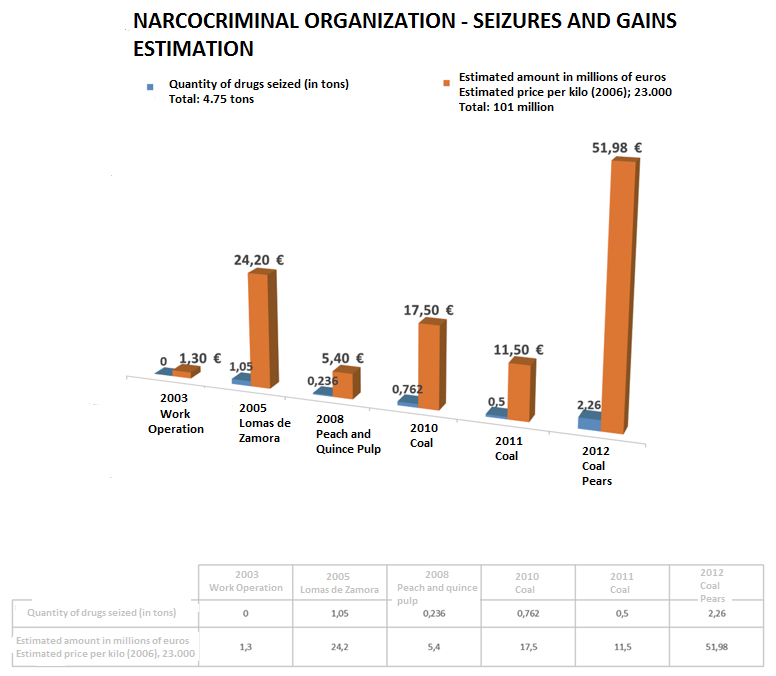 NARCOCRIMINAL ORGANIZATION - SEIZURES AND GAINS
ESTIMATION
Quantity of drugs seized (in tons)
Total: 4.75 tons
Estimated amount in millions of euros
Estimated price per kilo (2006); 23.000
Total: 101 million
0
1,30 €
1,05
24,20 €
0,236
5,40 €
0,762
17,50 €
0,5
11,50 €
2,26
51,98 €
2003
Work
Operation
2005
Lomas de
Zamora
2008
Peach and
Quince Pulp
2010
Coal
2011
Coal
2012
Coal
Pears
2003
Work Operation
2005
Lomas de Zamora
2008
Peach and quince
pulp
2010
Coal
2011
Coal
2012
Coal
Pears
Quantity of drugs seized (in tons)
0
1,05
0,236
0,762
0,5
2,26
Estimated amount in millions of euros
Estimated price per kilo (2006), 23.000
1,3
24,2
5,4
17,5
11,5
51,98